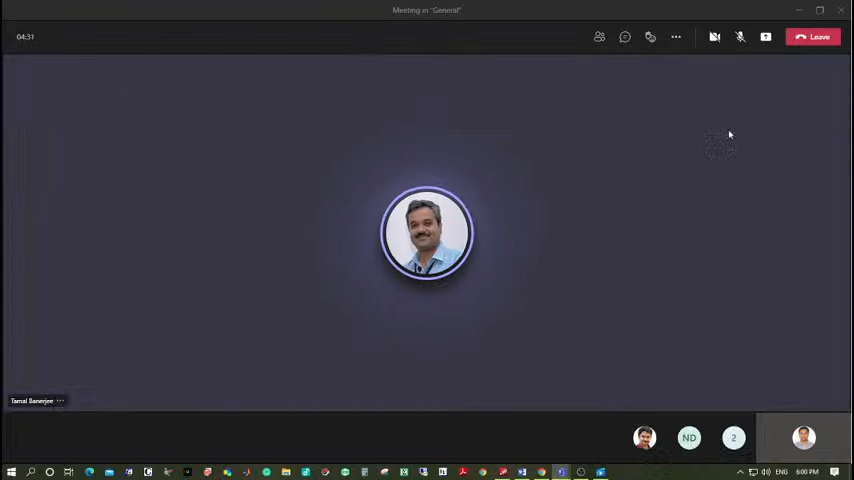 Meeting in "General"
04:31
Leave
Tamal Banerjee ...
ND
2
ENG
6:00 PM